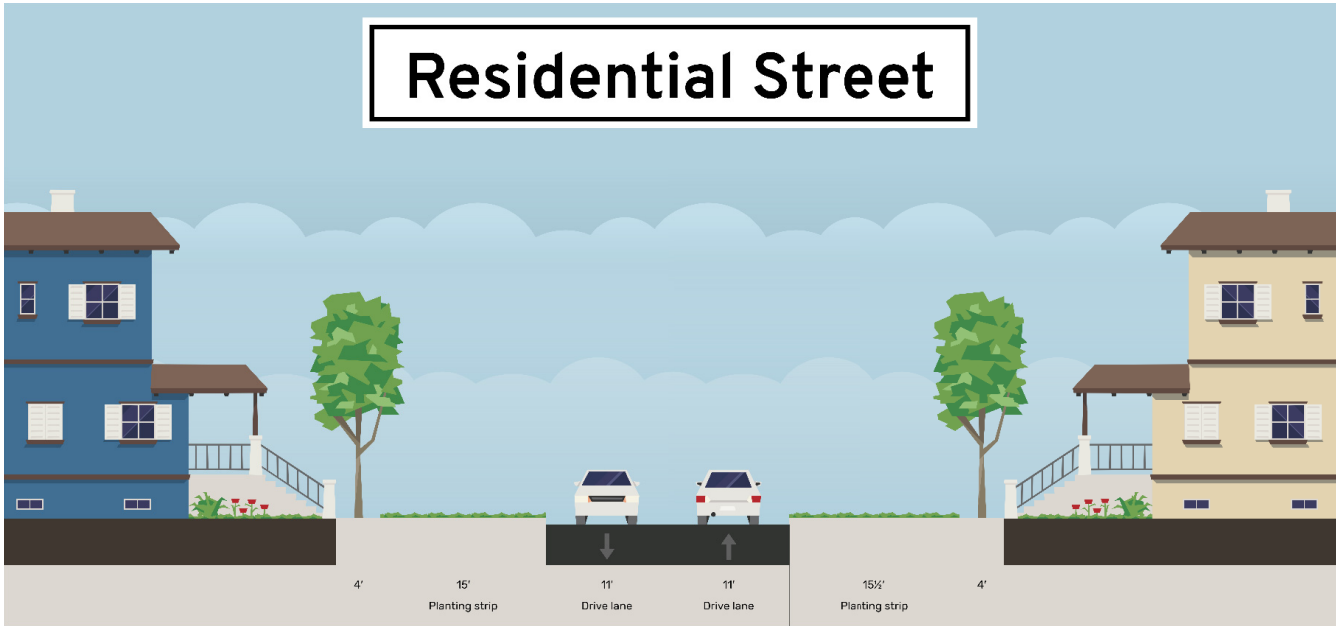 Residential Street
4' 15' 11' 11' 15½' 4'
Planting strip Drive lane Drive lane Planting strip